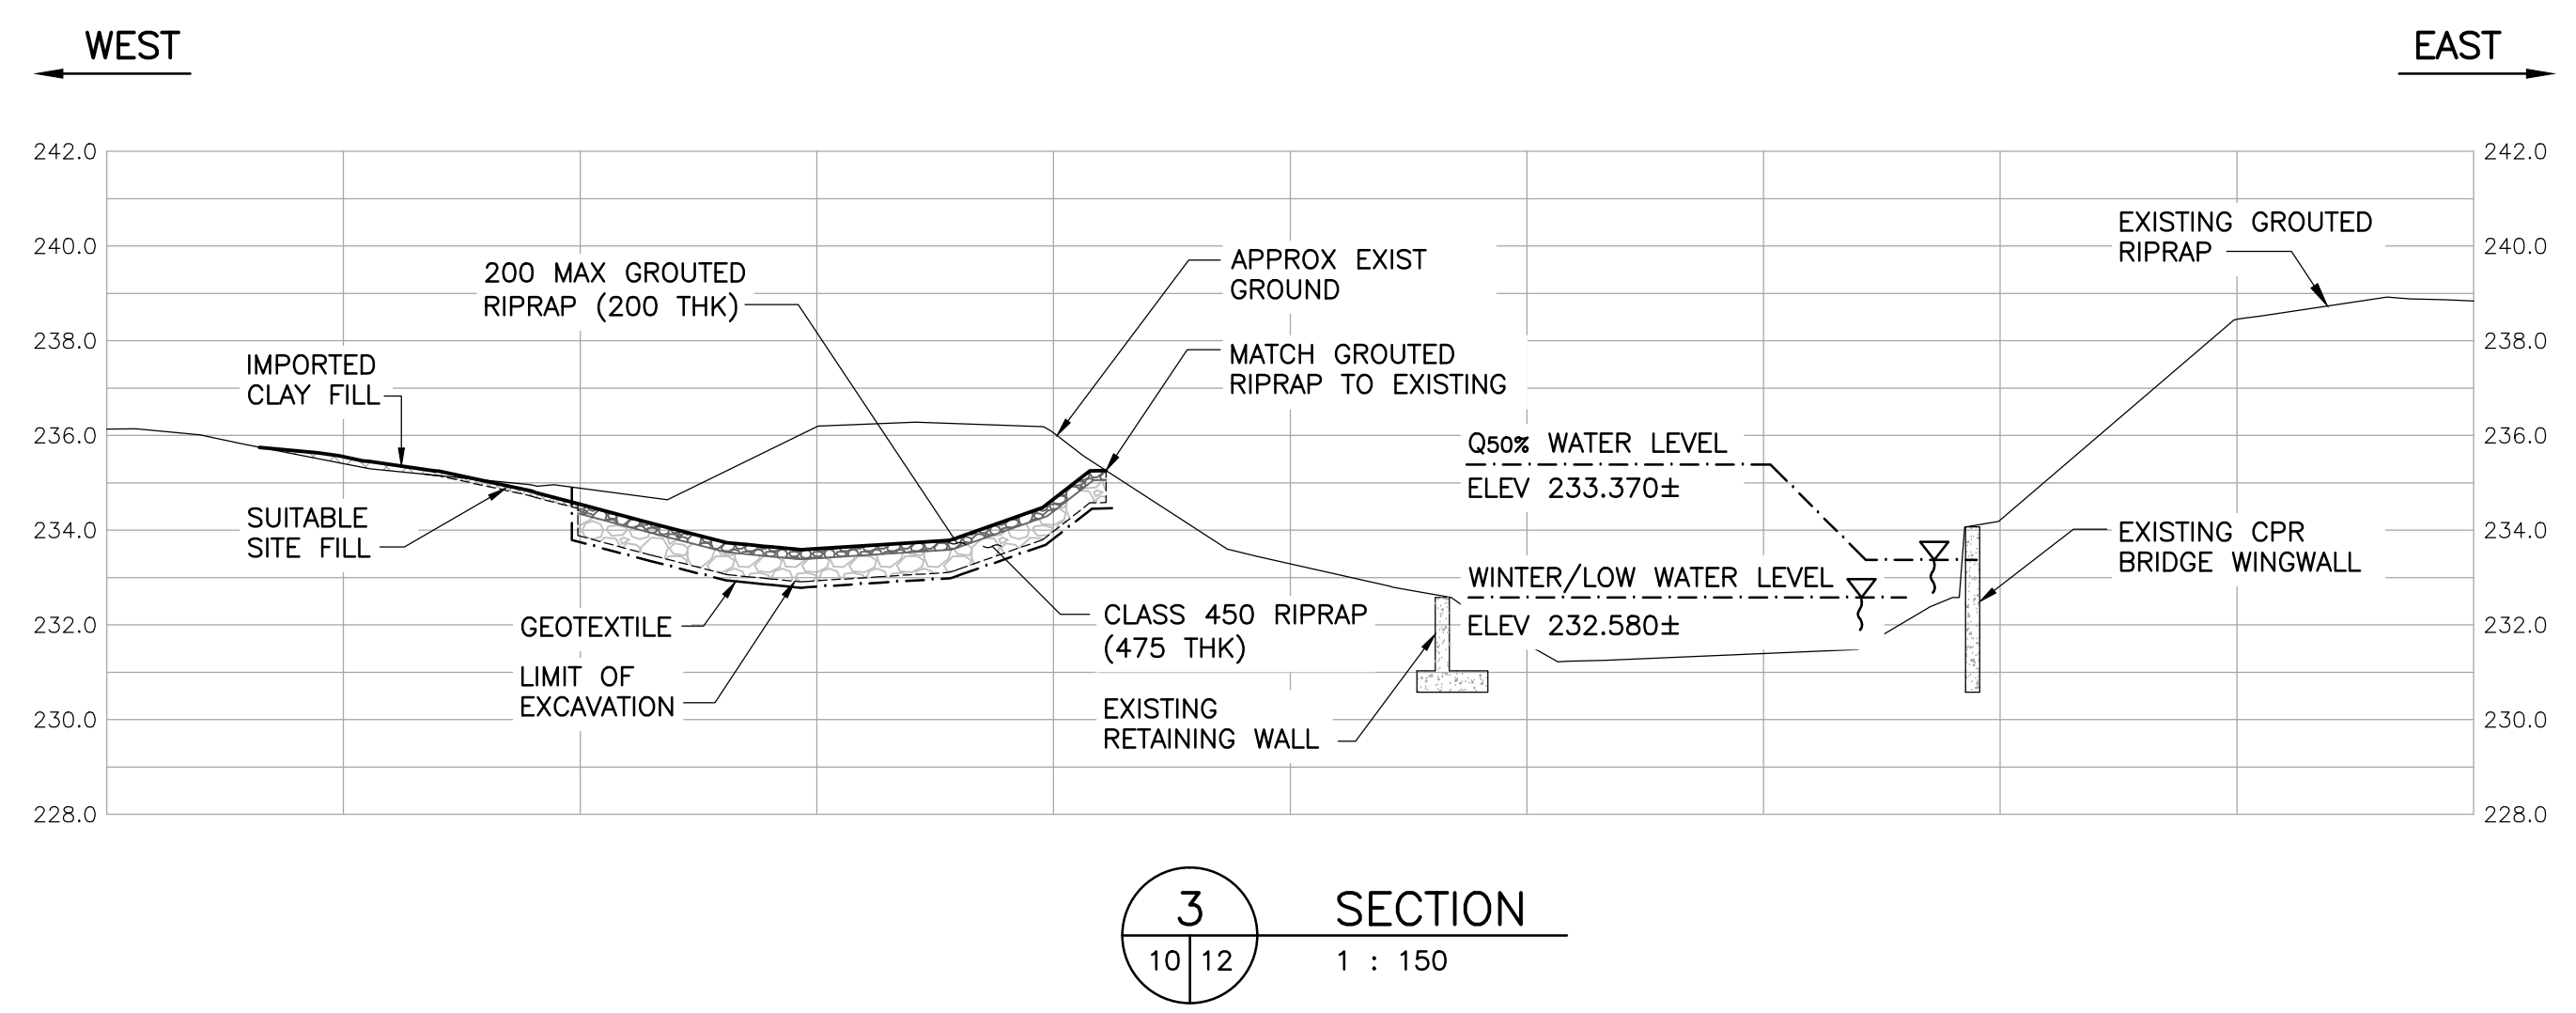 WEST
EAST
242.0
242.0
240.0
240.0
238.0
238.0
236.0
236.0
234.0
234.0
232.0
232.0
230.0
230.0
228.0
228.0
IMPORTED
CLAY FILL
200 MAX GROUTED
RIPRAP (200 THK)
APPROX EXIST
GROUND
MATCH GROUTED
RIPRAP TO EXISTING
EXISTING GROUTED
RIPRAP
Q50% WATER LEVEL
ELEV 233.370±
SUITABLE
SITE FILL
WINTER/LOW WATER LEVEL
ELEV 232.580±
EXISTING CPR
BRIDGE WINGWALL
GEOTEXTILE
LIMIT OF
EXCAVATION
CLASS 450 RIPRAP
(475 THK)
EXISTING
RETAINING WALL
3
10 12
SECTION
1 : 150